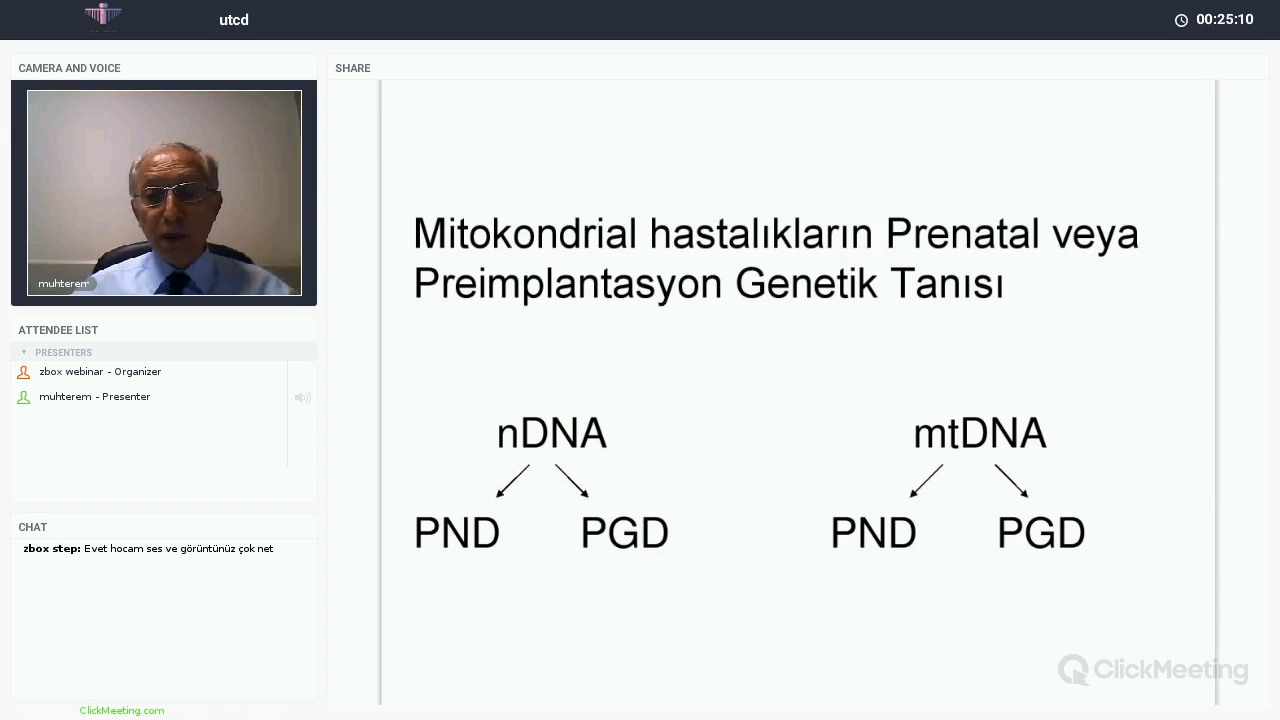 utcd
00:25:10
CAMERA AND VOICE
muhterem
ATTENDEE LIST
PRESENTERS
zbox webinar - Organizer
muhterem - Presenter
CHAT
zbox step: Evet hocam ses ve görüntünüz çok net
ClickMeeting.com
SHARE
Mitokondrial hastalıkların Prenatal veya
Preimplantasyon Genetik Tanısı
nDNA mtDNA
PND PGD PND PGD
ClickMeeting